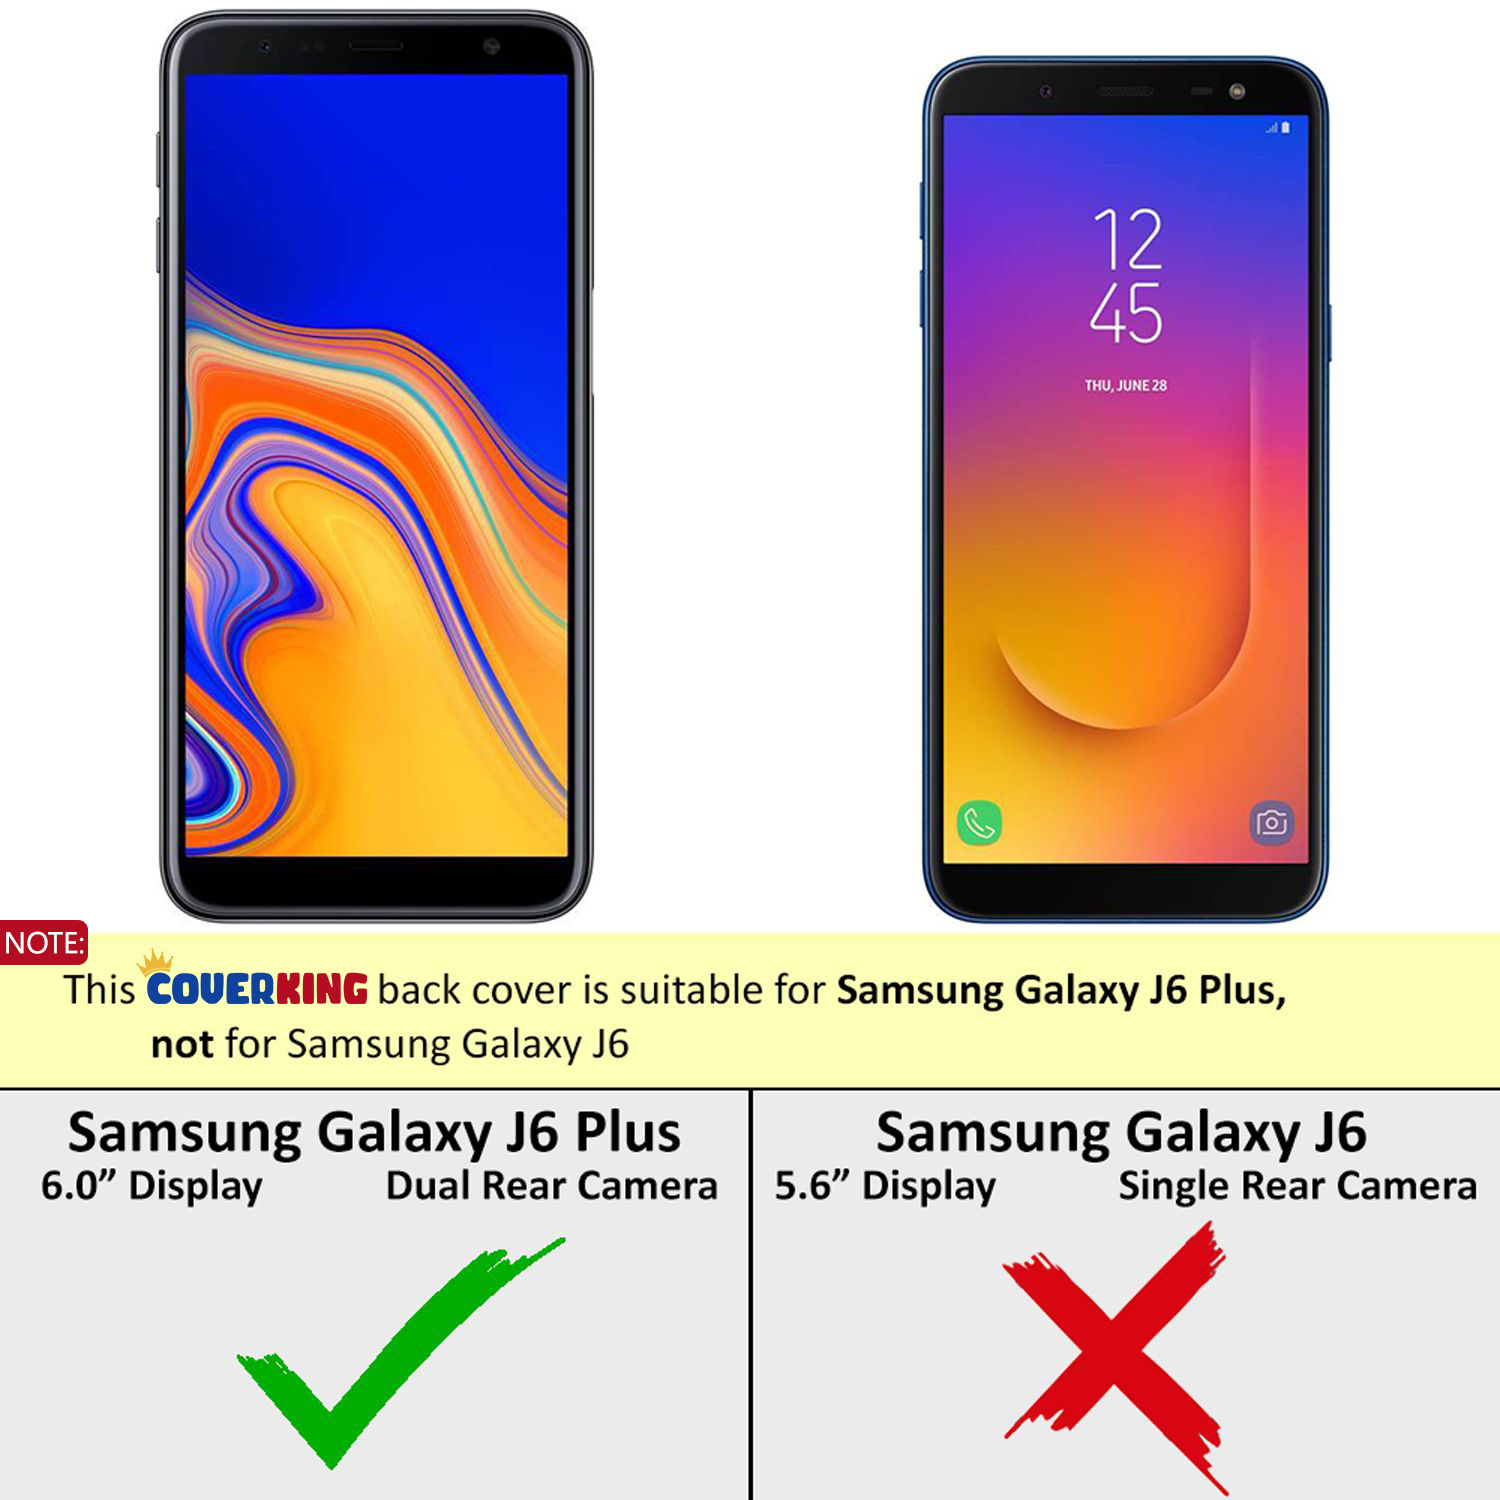 12
45
THU, JUNE 28
NOTE:
This COVERKING back cover is suitable for Samsung Galaxy J6 Plus,
not for Samsung Galaxy J6
Samsung Galaxy J6 Plus
6.0” Display Dual Rear Camera
Samsung Galaxy J6
5.6” Display Single Rear Camera